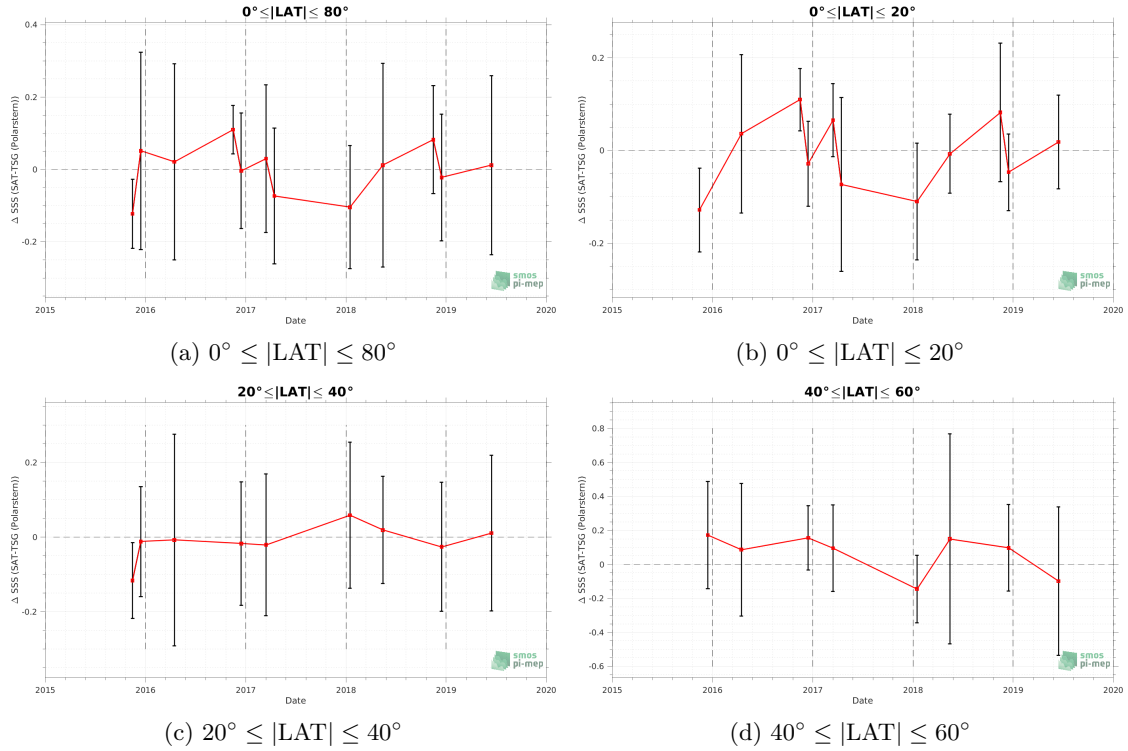 0°≤|LAT|≤ 80°
0.4
0.2
0
-0.2
Δ SSS (SAT-TSG (Polarstern))
smos
pi-mep
2015 2016 2017 2018 2019 2020
Date
(a) 0° ≤ |LAT| ≤ 80°
0°≤|LAT|≤ 20°
0.2
0
-0.2
Δ SSS (SAT-TSG (Polarstern))
smos
pi-mep
2016 2017 2018 2019 2020
Date
(b) 0° ≤ |LAT| ≤ 20°
20°≤|LAT|≤ 40°
0.2
0
-0.2
Δ SSS (SAT-TSG (Polarstern))
smos
pi-mep
2015 2016 2017 2018 2019 2020
Date
(c) 20° ≤ |LAT| ≤ 40°
40°≤|LAT|≤ 60°
0.8
0.6
0.4
0.2
0
-0.2
-0.4
-0.6
Δ SSS (SAT-TSG (Polarstern))
smos
pi-mep
2015 2016 2017 2018 2019 2020
Date
(d) 40° ≤ |LAT| ≤ 60°